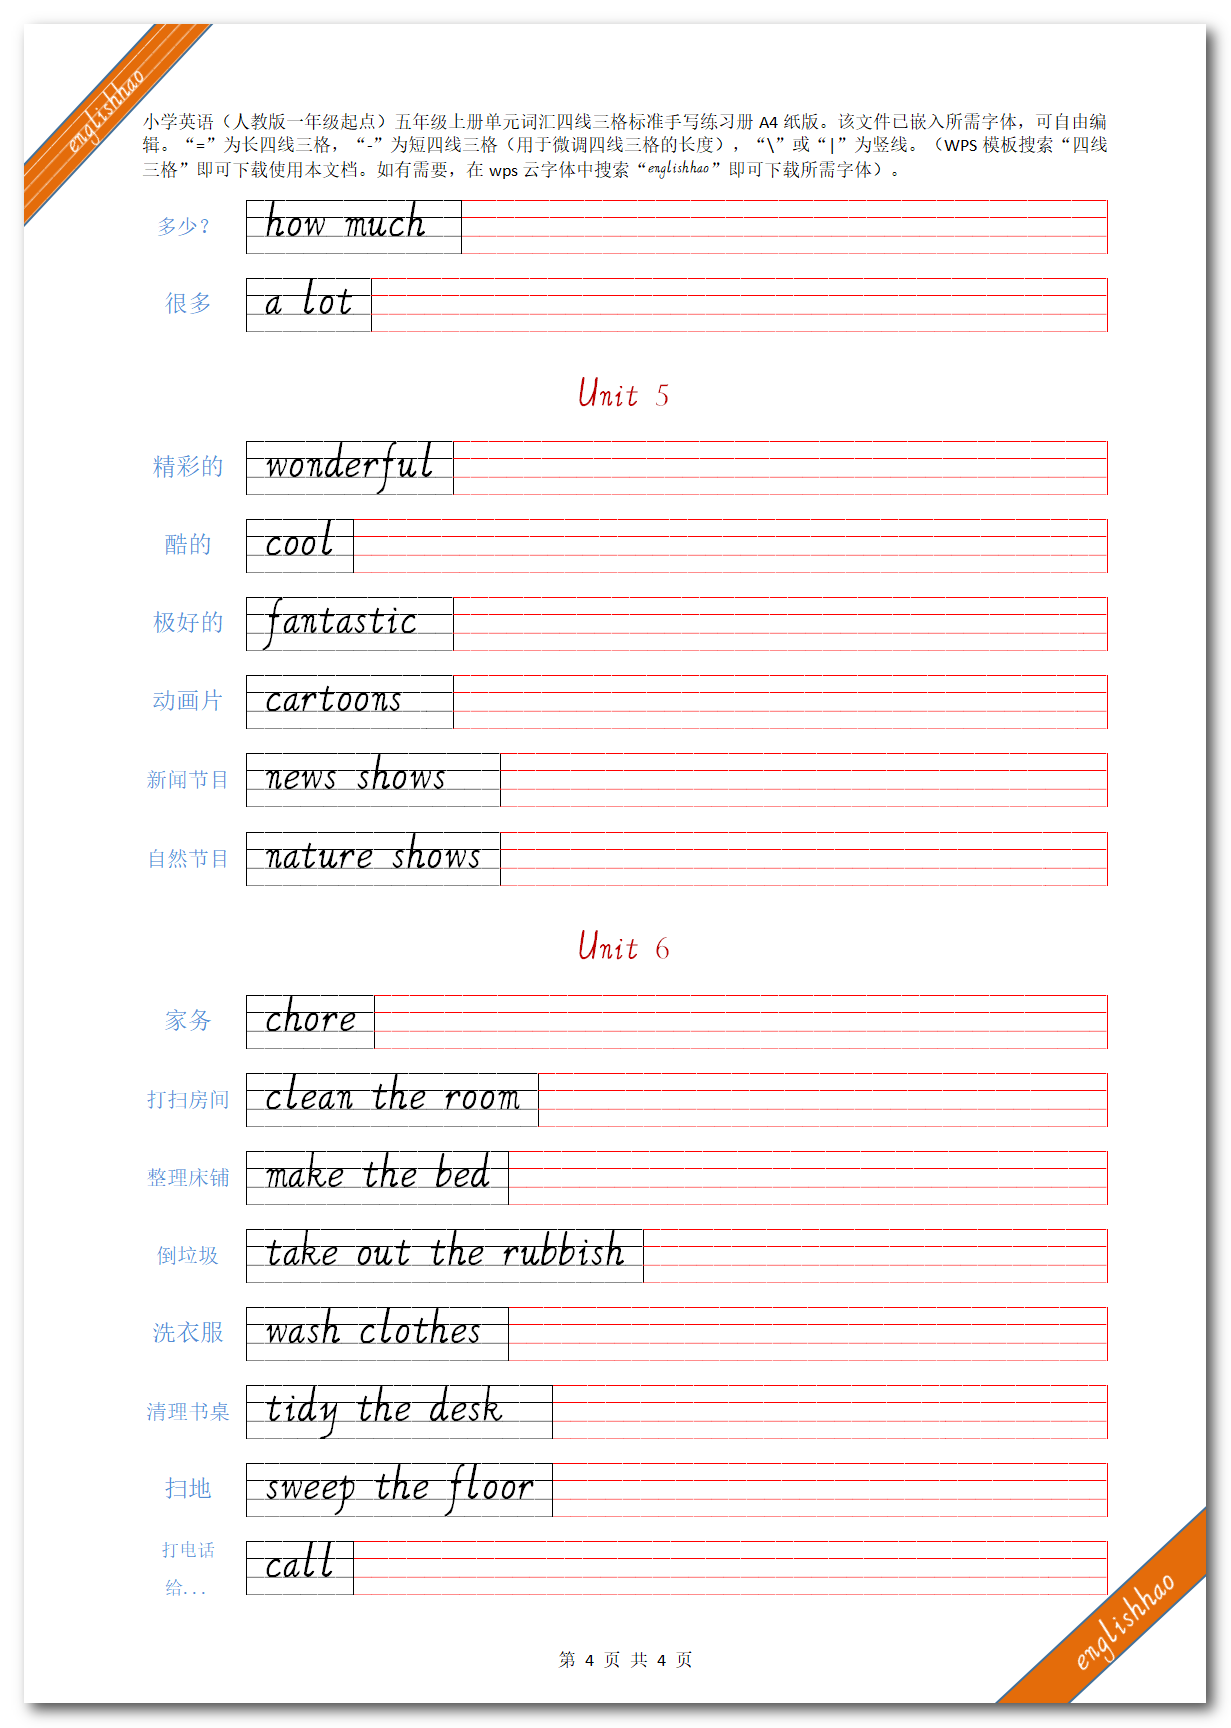 englishhao
小学英语（人教版一年级起点）五年级上册单元词汇四线三格标准手写练习册 A4 纸版。该文件已嵌入所需字体，可自由编
辑。“=”为长四线三格，“-”为短四线三格（用于微调四线三格的长度），“\”或“|”为竖线。（WPS 模板搜索“四线
三格”即可下载使用本文档。如有需要，在 wps 云字体中搜索“englishhao”即可下载所需字体）。
多少？ how much
很多 a lot
Unit 5
精彩的 wonderful
酷的 cool
极好的 fantastic
动画片 cartoons
新闻节目 news shows
自然节目 nature shows
Unit 6
家务 chore
打扫房间 clean the room
整理床铺 make the bed
倒垃圾 take out the rubbish
洗衣服 wash clothes
清理书桌 tidy the desk
扫地 sweep the floor
打电话
给... call
englishhao
第 4 页 共 4 页